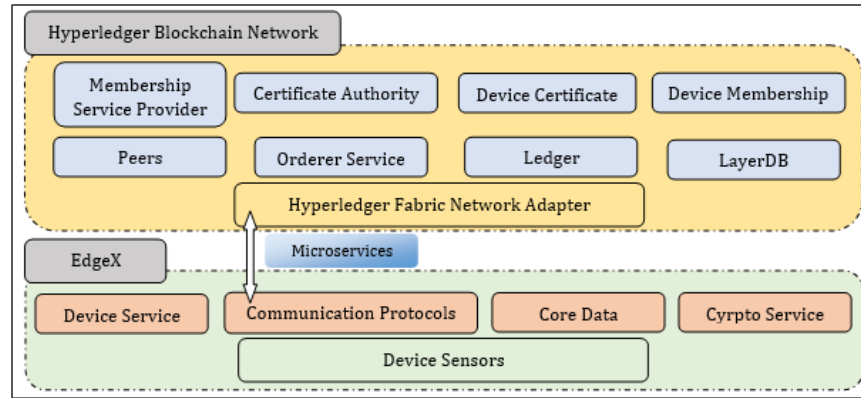 Hyperledger Blockchain Network
Membership
Service Provider
Certificate Authority
Device Certificate
Device Membership
Peers
Orderer Service
Ledger
LayerDB
Hyperledger Fabric Network Adapter
Microservices
EdgeX
Device Service
Communication Protocols
Core Data
Cyrpto Service
Device Sensors